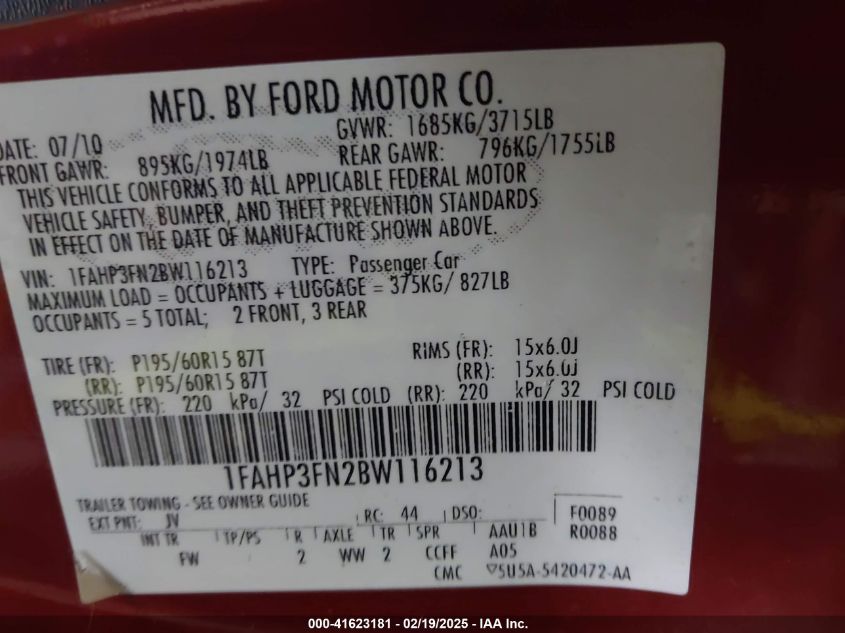 MFD. BY FORD MOTOR CO.
DATE: 07/10 GVWR: 1685KG/3715LB
FRONT GAWR: 895KG/1974LB REAR GAWR: 796KG/1755LB
THIS VEHICLE CONFORMS TO ALL APPLICABLE FEDERAL MOTOR
VEHICLE SAFETY, BUMPER, AND THEFT PREVENTION STANDARDS
IN EFFECT ON THE DATE OF MANUFACTURE SHOWN ABOVE.
VIN: 1FAHP3FN2BW116213 TYPE: Passenger Car
MAXIMUM LOAD = OCCUPANTS + LUGGAGE = 375KG/ 827LB
OCCUPANTS = 5 TOTAL; 2 FRONT, 3 REAR
TIRE (FR): P195/60R15 87T RIMS (FR): 15x6.0J
(RR): P195/60R15 87T (RR): 15x6.0J
PRESSURE (FR): 220 kPa/ 32 PSI COLD (RR): 220 kPa/ 32 PSI COLD
1FAHP3FN2BW116213
TRAILER TOWING - SEE OWNER GUIDE
EXT PNT: JV RC: 44 DSO: F0089
INT TR TP/PS R AXLE TR SPR AAU1B R0088
FW 2 WW 2 CCFF A05
CMC 5U5A-5420472-AA
000-41623181 - 02/19/2025 - IAA Inc.